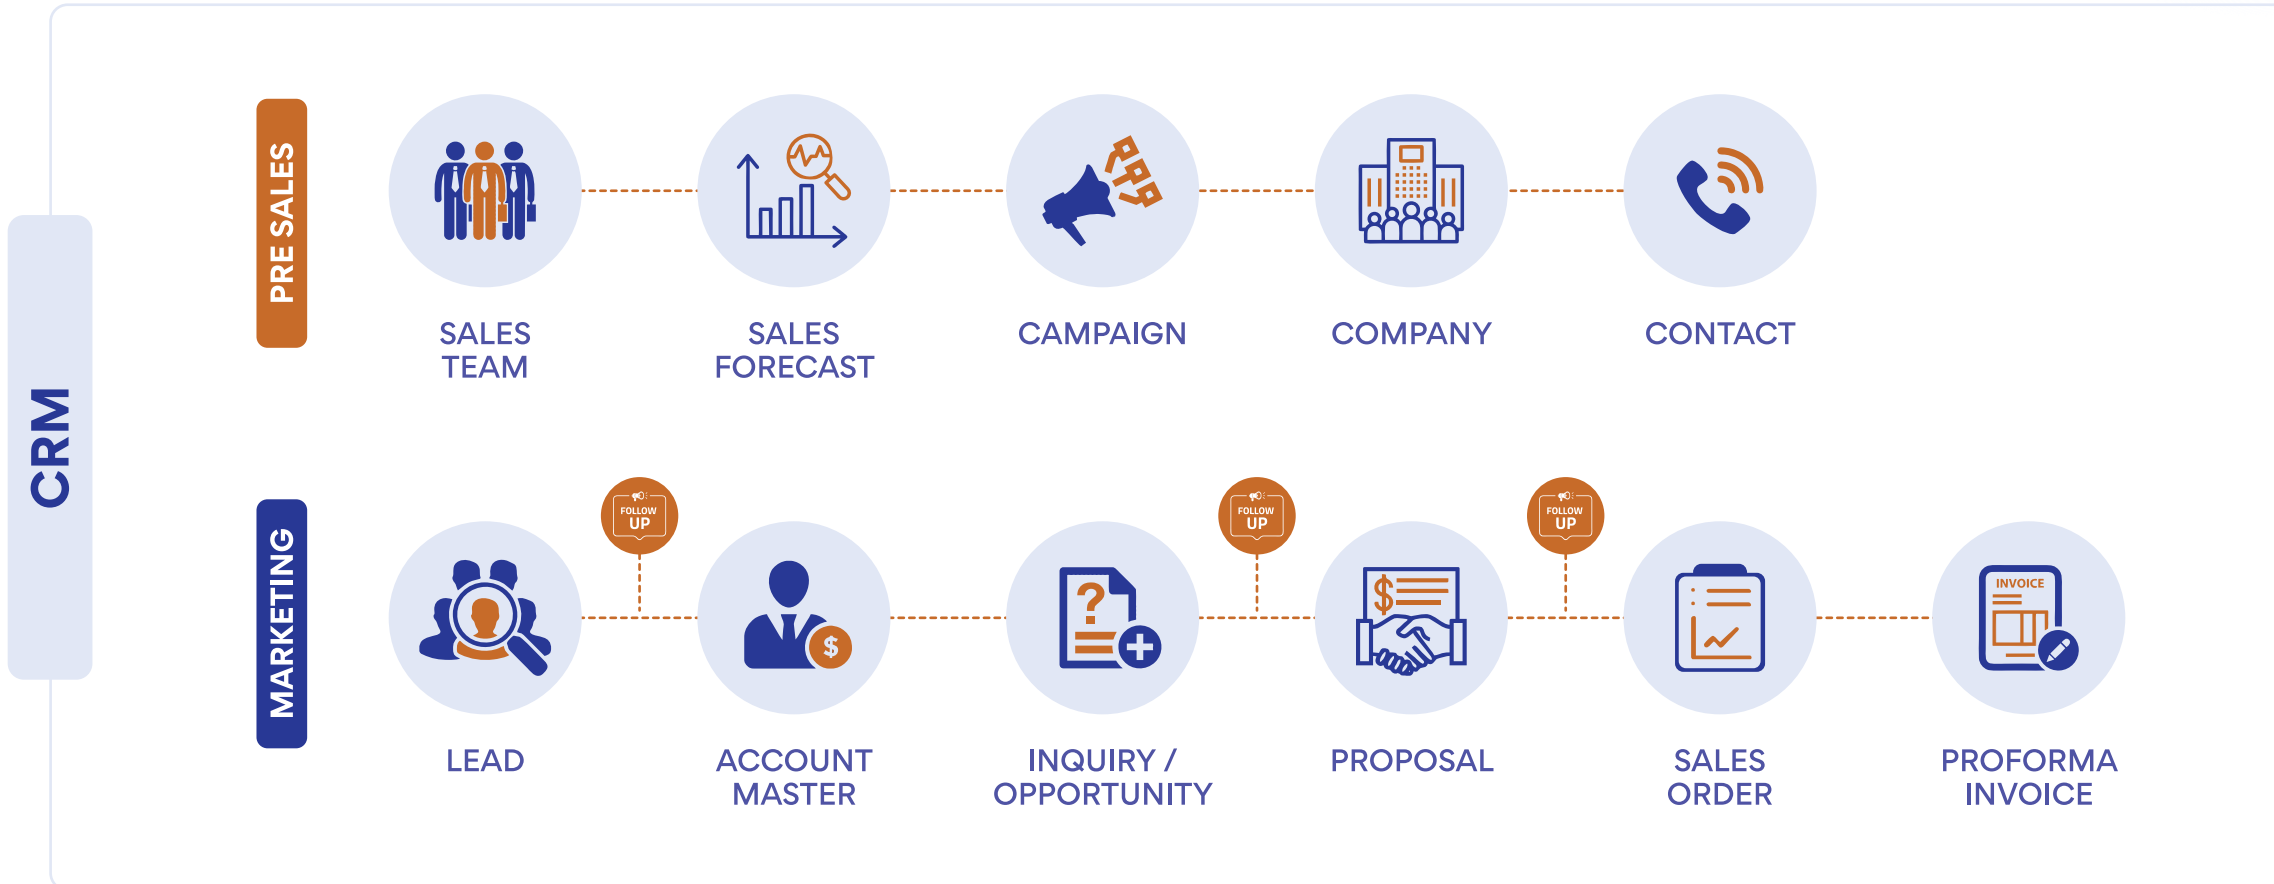 CRM
PRE SALES
SALES
TEAM
SALES
FORECAST
CAMPAIGN
COMPANY
CONTACT
MARKETING
FOLLOW
UP
FOLLOW
UP
FOLLOW
UP
$
?
$
INVOICE
LEAD
ACCOUNT
MASTER
INQUIRY /
OPPORTUNITY
PROPOSAL
SALES
ORDER
PROFORMA
INVOICE